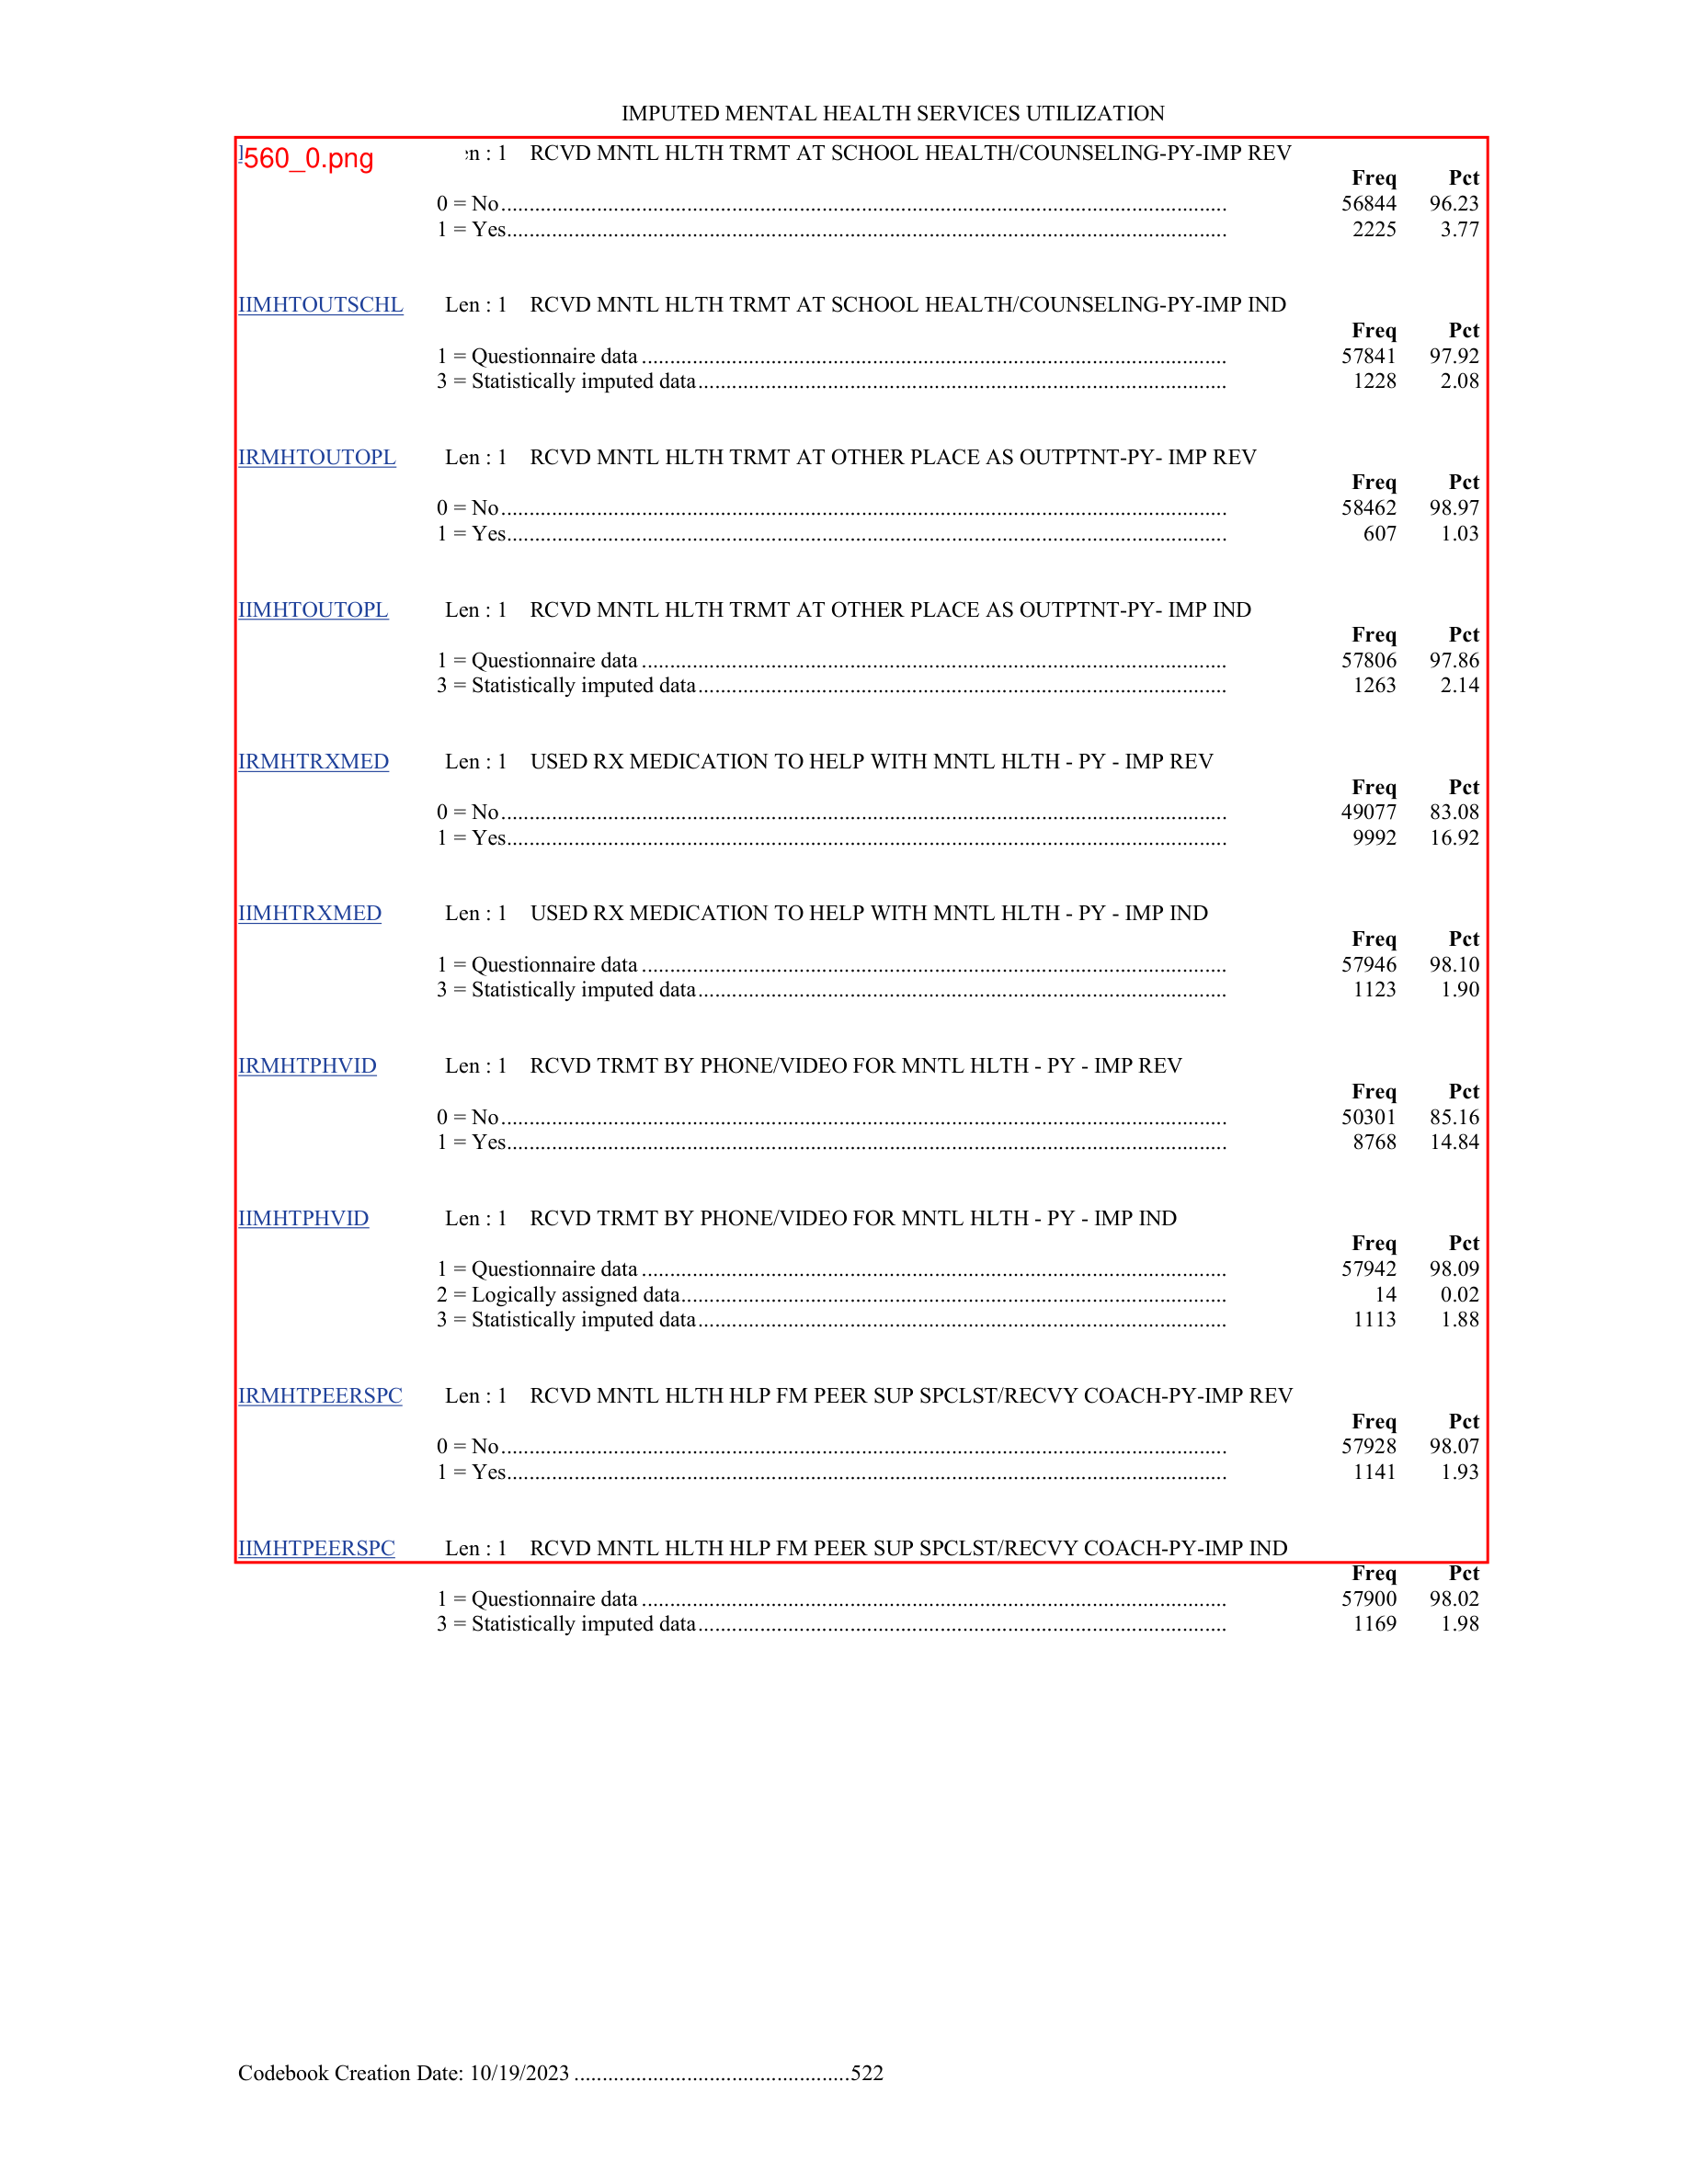 IMPUTED MENTAL HEALTH SERVICES UTILIZATION
560_0.png : 1 RCVD MNTL HLTH TRMT AT SCHOOL HEALTH/COUNSELING-PY-IMP REV
Freq Pct
0 = No 56844 96.23
1 = Yes 2225 3.77
IIMHTOUTSCHL Len : 1 RCVD MNTL HLTH TRMT AT SCHOOL HEALTH/COUNSELING-PY-IMP IND
Freq Pct
1 = Questionnaire data 57841 97.92
3 = Statistically imputed data 1228 2.08
IRMHTOUTOPL Len : 1 RCVD MNTL HLTH TRMT AT OTHER PLACE AS OUTPTNT-PY- IMP REV
Freq Pct
0 = No 58462 98.97
1 = Yes 607 1.03
IIMHTOUTOPL Len : 1 RCVD MNTL HLTH TRMT AT OTHER PLACE AS OUTPTNT-PY- IMP IND
Freq Pct
1 = Questionnaire data 57806 97.86
3 = Statistically imputed data 1263 2.14
IRMHTRXMED Len : 1 USED RX MEDICATION TO HELP WITH MNTL HLTH - PY - IMP REV
Freq Pct
0 = No 49077 83.08
1 = Yes 9992 16.92
IIMHTRXMED Len : 1 USED RX MEDICATION TO HELP WITH MNTL HLTH - PY - IMP IND
Freq Pct
1 = Questionnaire data 57946 98.10
3 = Statistically imputed data 1123 1.90
IRMHTPHVID Len : 1 RCVD TRMT BY PHONE/VIDEO FOR MNTL HLTH - PY - IMP REV
Freq Pct
0 = No 50301 85.16
1 = Yes 8768 14.84
IIMHTPHVID Len : 1 RCVD TRMT BY PHONE/VIDEO FOR MNTL HLTH - PY - IMP IND
Freq Pct
1 = Questionnaire data 57942 98.09
2 = Logically assigned data 14 0.02
3 = Statistically imputed data 1113 1.88
IRMHTPEERSPC Len : 1 RCVD MNTL HLTH HLP FM PEER SUP SPCLST/RECVY COACH-PY-IMP REV
Freq Pct
0 = No 57928 98.07
1 = Yes 1141 1.93
IIMHTPEERSPC Len : 1 RCVD MNTL HLTH HLP FM PEER SUP SPCLST/RECVY COACH-PY-IMP IND
Freq Pct
1 = Questionnaire data 57900 98.02
3 = Statistically imputed data 1169 1.98
Codebook Creation Date: 10/19/2023 522